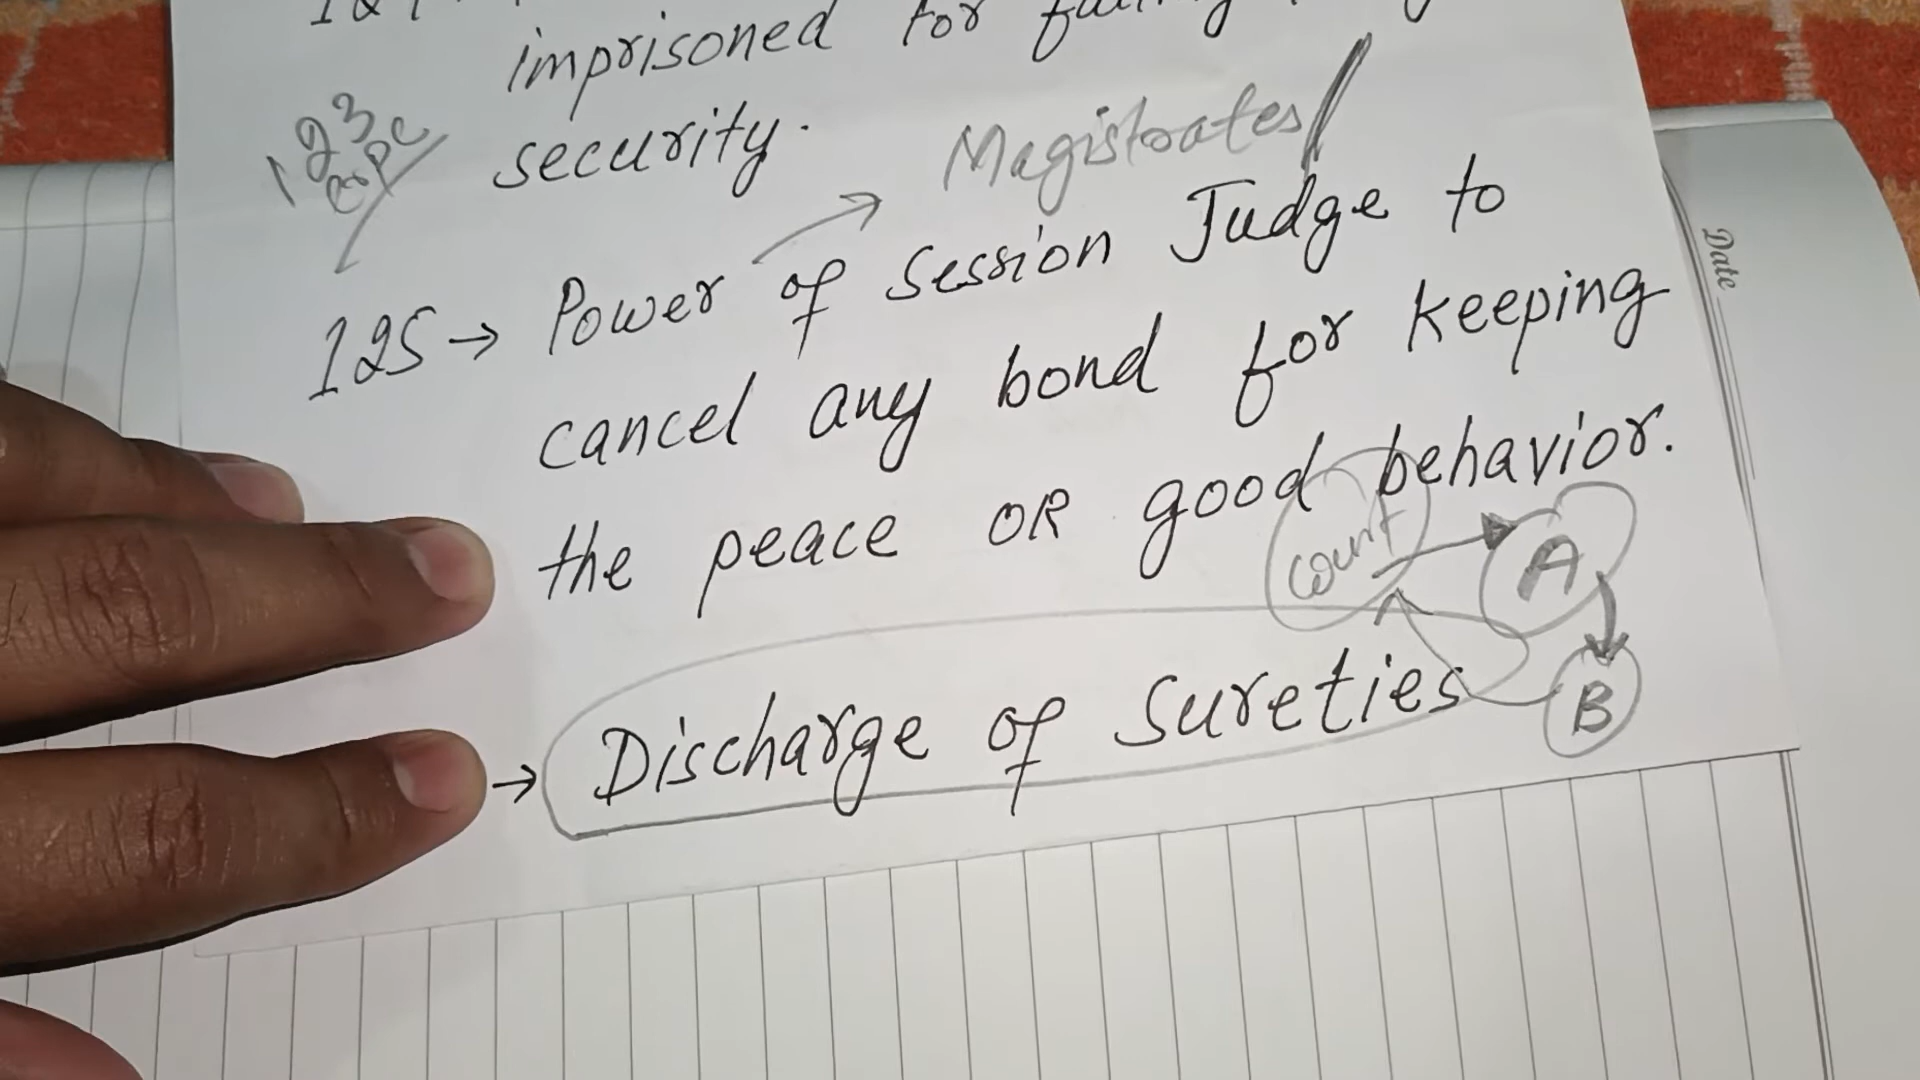 imprisoned for
security.
123
crpc
Magistrates
125 → Power of Session Judge to
cancel any bond for keeping
the peace OR good behavior.
court
A
B
→ Discharge of Sureties
Date